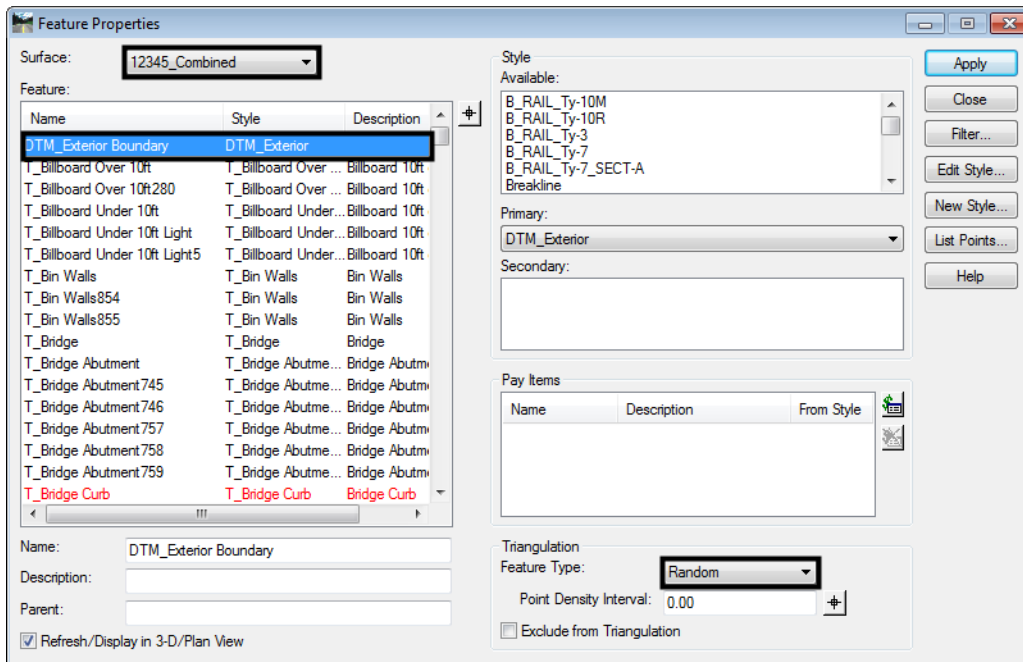 Feature Properties
Surface:
12345_Combined
Feature:
Name Style Description
DTM_Exterior Boundary DTM_Exterior
T_Billboard Over 10ft T_Billboard Over ... Billboard 10ft
T_Billboard Over 10ft280 T_Billboard Over ... Billboard 10ft
T_Billboard Under 10ft T_Billboard Under... Billboard 10ft
T_Billboard Under 10ft Light T_Billboard Under... Billboard 10ft
T_Billboard Under 10ft Light5 T_Billboard Under... Billboard 10ft
T_Bin Walls T_Bin Walls Bin Walls
T_Bin Walls854 T_Bin Walls Bin Walls
T_Bin Walls855 T_Bin Walls Bin Walls
T_Bridge T_Bridge Bridge
T_Bridge Abutment T_Bridge Abutme... Bridge Abutm
T_Bridge Abutment745 T_Bridge Abutme... Bridge Abutm
T_Bridge Abutment746 T_Bridge Abutme... Bridge Abutm
T_Bridge Abutment757 T_Bridge Abutme... Bridge Abutm
T_Bridge Abutment758 T_Bridge Abutme... Bridge Abutm
T_Bridge Abutment759 T_Bridge Abutme... Bridge Abutm
T_Bridge Curb T_Bridge Curb Bridge Curb
Name: DTM_Exterior Boundary
Description:
Parent:
Refresh/Display in 3-D/Plan View
Style
Available:
B_RAIL_Ty-10M
B_RAIL_Ty-10R
B_RAIL_Ty-3
B_RAIL_Ty-7
B_RAIL_Ty-7_SECT-A
Breakline
Primary:
DTM_Exterior
Secondary:
Pay Items
Name Description From Style
Triangulation
Feature Type: Random
Point Density Interval: 0.00
Exclude from Triangulation
Apply
Close
Filter...
Edit Style...
New Style...
List Points...
Help